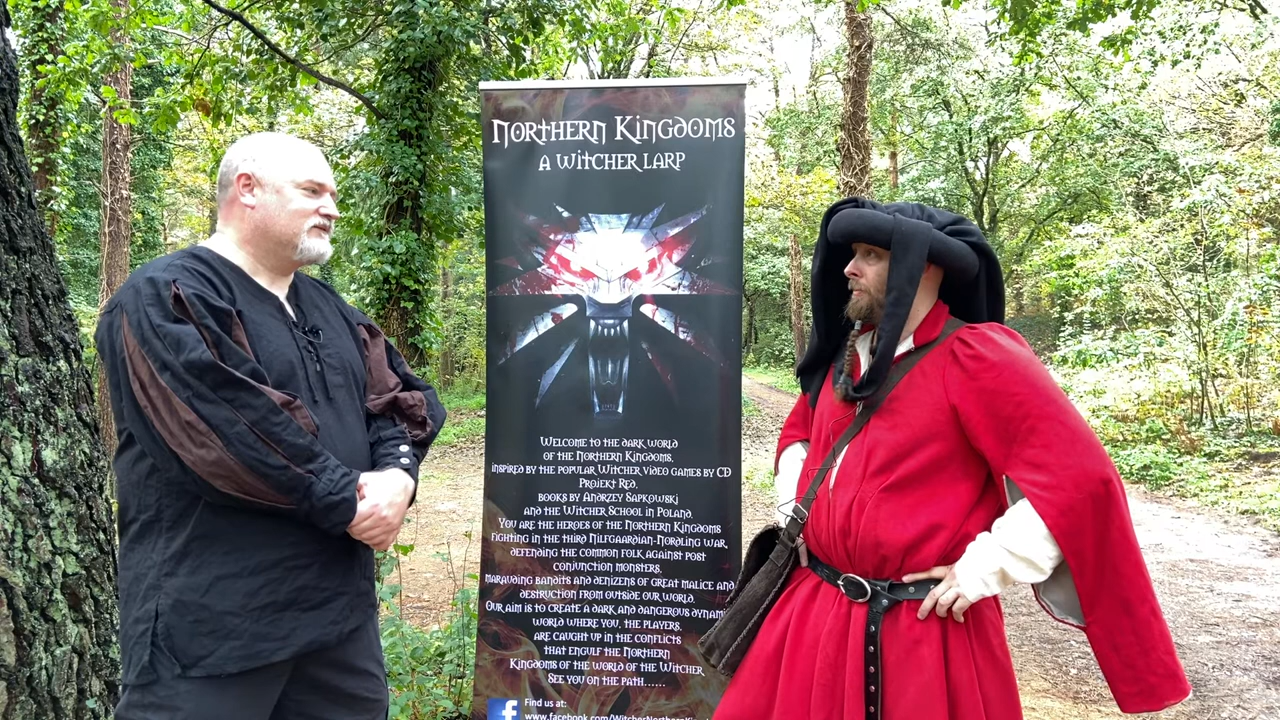 Northern Kingdoms
A Witcher LARP
Welcome to the dark world
of the Northern Kingdoms.
inspired by the popular Witcher video games by CD
Projekt Red,
books by Andrzey Sapkowski
and the Witcher School in Poland.
You are the heroes of the Northern Kingdoms
fighting in the third Nilfgaardian-Nordling war,
defending the common folk against post
conjunction monsters,
marauding bandits and denizens of great malice and
destruction from outside our world.
Our aim is to create a dark and dangerous dynamic
world where you, the players,
are caught up in the conflicts
that engulf the Northern
Kingdoms of the world of the Witcher.
See you on the path......
Find us at:
www.facebook.com/WitcherNorthernKingd